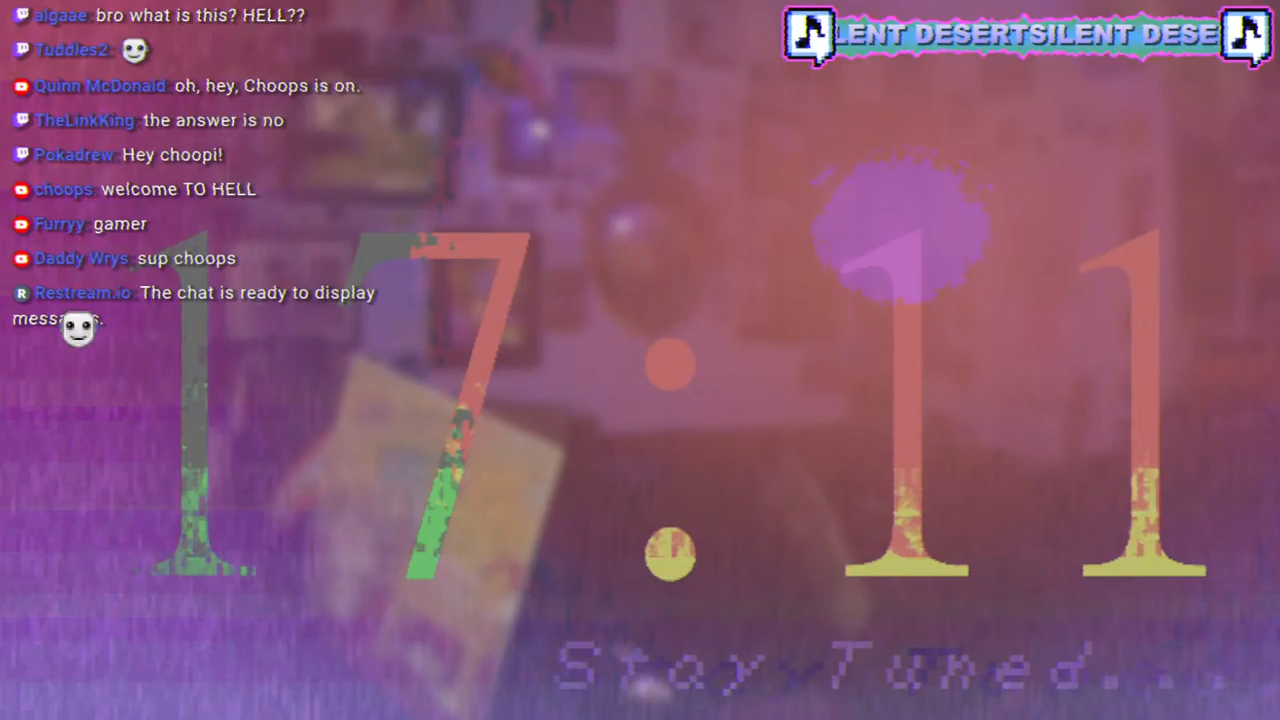 algaae: bro what is this? HELL??
Tuddles2:
Quinn McDonald: oh, hey, Choops is on.
TheLinkKing: the answer is no
Pokadrew: Hey choopi!
choops: welcome TO HELL
Furryy: gamer
Daddy Wrys: sup choops
R Restream.io: The chat is ready to display
LENT DESERTSILENT DESE
17:11
Stay Tuned...